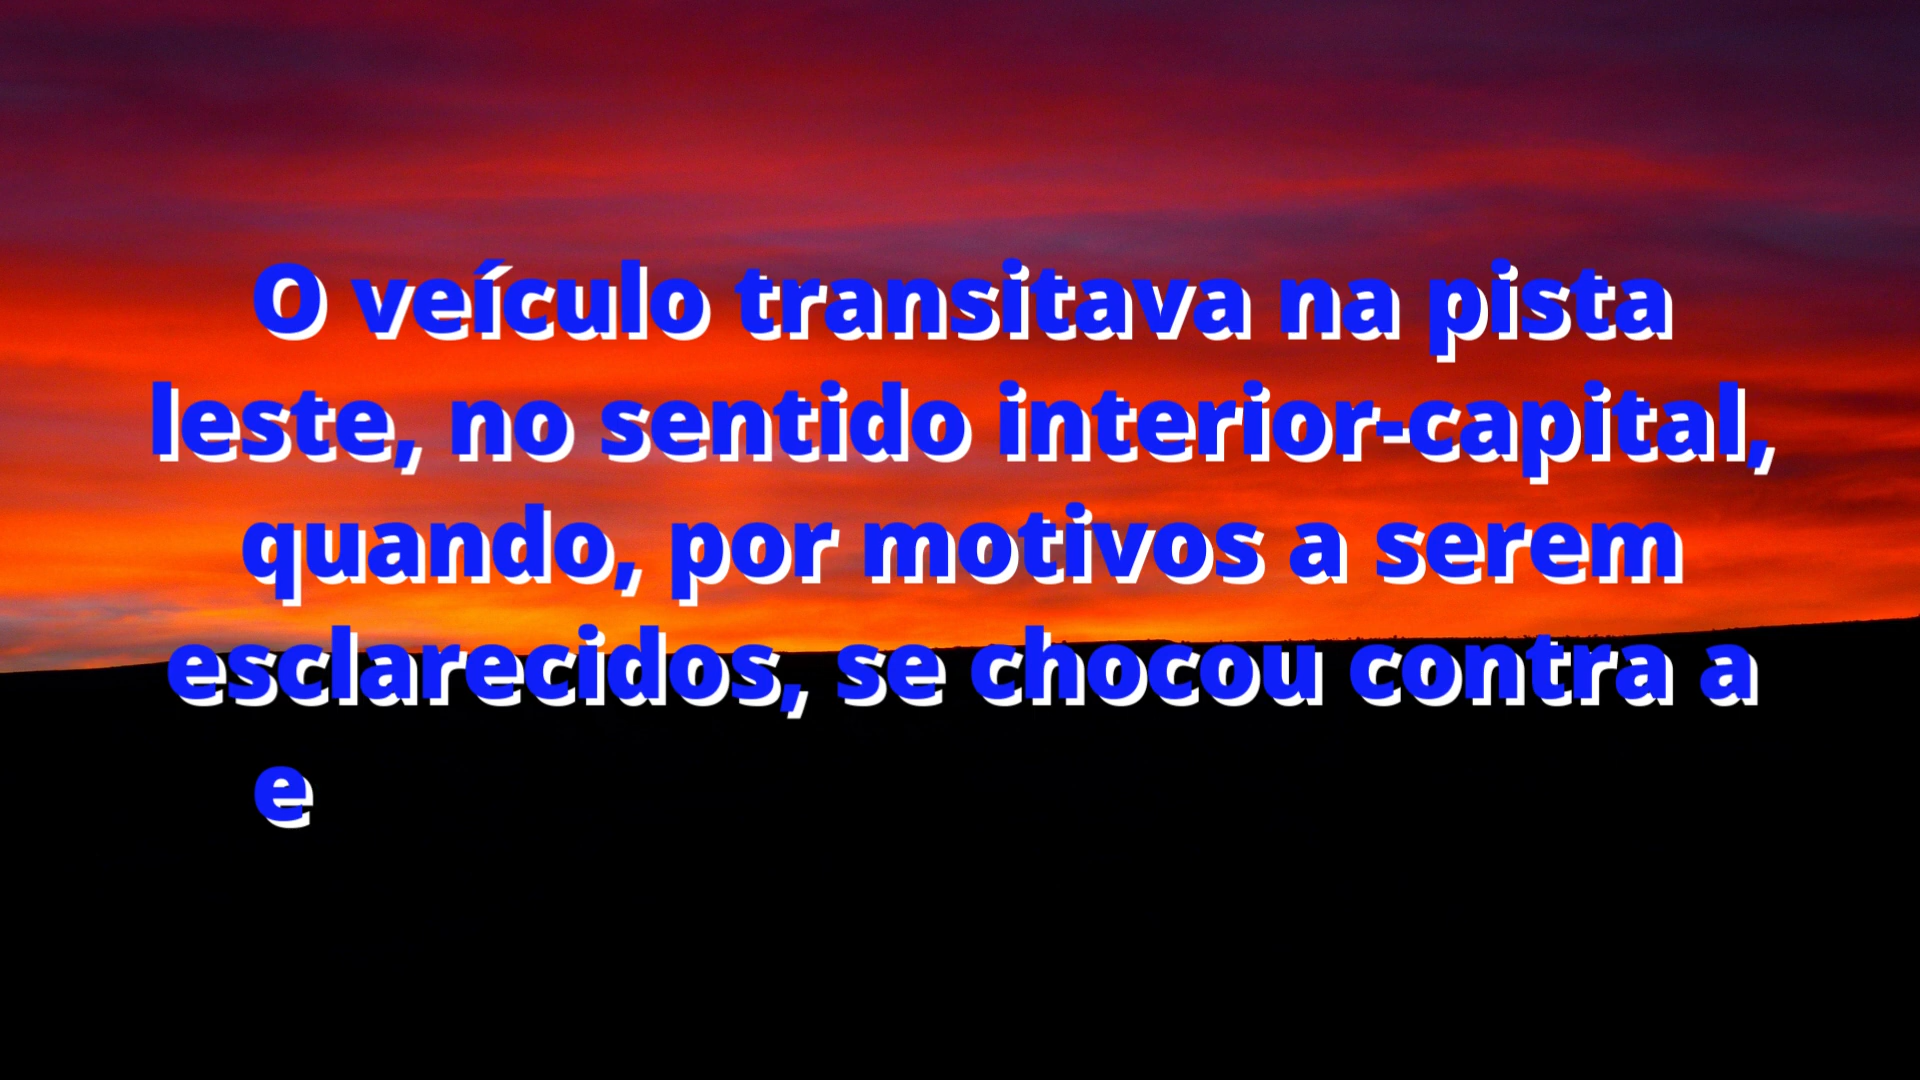 O veículo transitava na pista
leste, no sentido interior-capital,
quando, por motivos a serem
esclarecidos, se chocou contra a
e